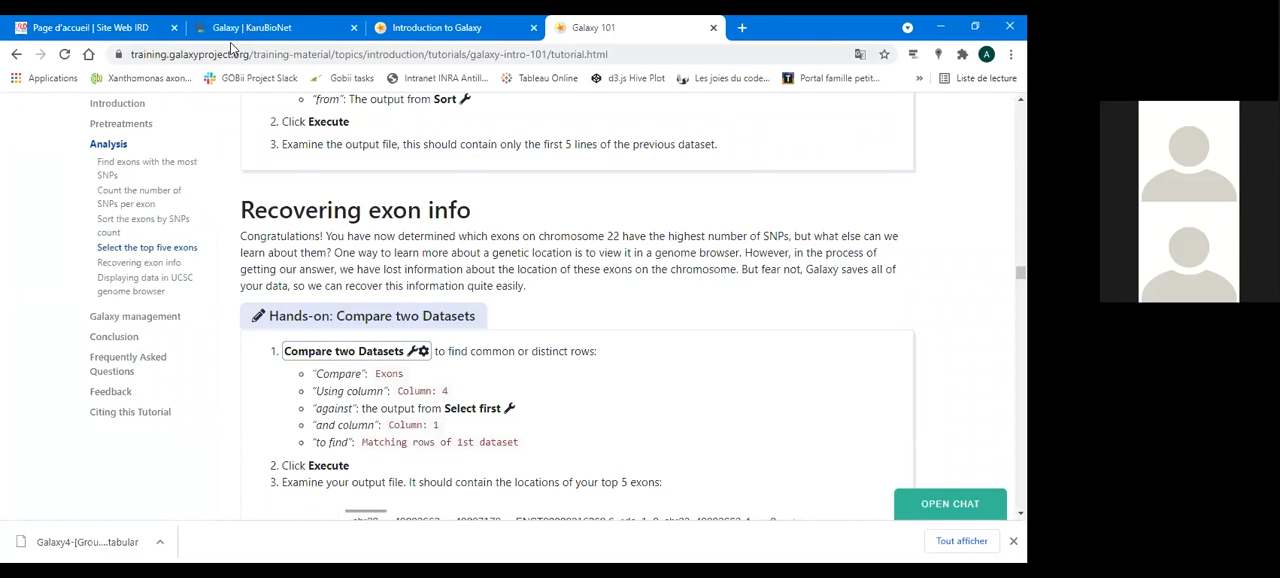 Page d'accueil | Site Web IRD
Galaxy | KaruBioNet
Introduction to Galaxy
Galaxy 101
training.galaxyproject.org/training-material/topics/introduction/tutorials/galaxy-intro-101/tutorial.html
A
Applications
Xanthomonas axon...
GOBii Project Slack
Gobii tasks
Intranet INRA Antill...
Tableau Online
d3.js Hive Plot
Les joies du code...
Portal famille petit...
»
Liste de lecture
Introduction
Pretreatments
Analysis
Find exons with the most
SNPs
Count the number of
SNPs per exon
Sort the exons by SNPs
count
Select the top five exons
Recovering exon info
Displaying data in UCSC
genome browser
Galaxy management
Conclusion
Frequently Asked
Questions
Feedback
Citing this Tutorial
"from": The output from Sort
2. Click Execute
3. Examine the output file, this should contain only the first 5 lines of the previous dataset.
Recovering exon info
Congratulations! You have now determined which exons on chromosome 22 have the highest number of SNPs, but what else can we
learn about them? One way to learn more about a genetic location is to view it in a genome browser. However, in the process of
getting our answer, we have lost information about the location of these exons on the chromosome. But fear not, Galaxy saves all of
your data, so we can recover this information quite easily.
Hands-on: Compare two Datasets
1. Compare two Datasets to find common or distinct rows:
"Compare": Exons
"Using column": Column: 4
"against": the output from Select first
"and column": Column: 1
"to find": Matching rows of 1st dataset
2. Click Execute
3. Examine your output file. It should contain the locations of your top 5 exons:
OPEN CHAT
Galaxy4-[Grou....tabular
Tout afficher